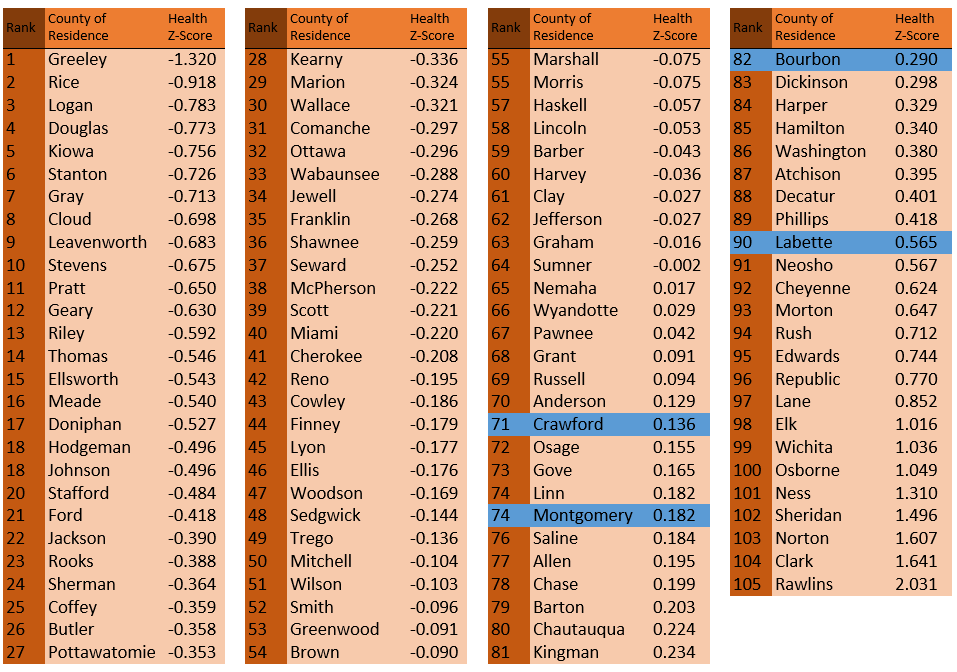 Rank County of Residence Health Z-Score
1 Greeley -1.320
2 Rice -0.918
3 Logan -0.783
4 Douglas -0.773
5 Kiowa -0.756
6 Stanton -0.726
7 Gray -0.713
8 Cloud -0.698
9 Leavenworth -0.683
10 Stevens -0.675
11 Pratt -0.650
12 Geary -0.630
13 Riley -0.592
14 Thomas -0.546
15 Ellsworth -0.543
16 Meade -0.540
17 Doniphan -0.527
18 Hodgeman -0.496
18 Johnson -0.496
20 Stafford -0.484
21 Ford -0.418
22 Jackson -0.390
23 Rooks -0.388
24 Sherman -0.364
25 Coffey -0.359
26 Butler -0.358
27 Pottawatomie -0.353
Rank County of Residence Health Z-Score
28 Kearny -0.336
29 Marion -0.324
30 Wallace -0.321
31 Comanche -0.297
32 Ottawa -0.296
33 Wabaunsee -0.288
34 Jewell -0.274
35 Franklin -0.268
36 Shawnee -0.259
37 Seward -0.252
38 McPherson -0.222
39 Scott -0.221
40 Miami -0.220
41 Cherokee -0.208
42 Reno -0.195
43 Cowley -0.186
44 Finney -0.179
45 Lyon -0.177
46 Ellis -0.176
47 Woodson -0.169
48 Sedgwick -0.144
49 Trego -0.136
50 Mitchell -0.104
51 Wilson -0.103
52 Smith -0.096
53 Greenwood -0.091
54 Brown -0.090
Rank County of Residence Health Z-Score
55 Marshall -0.075
55 Morris -0.075
57 Haskell -0.057
58 Lincoln -0.053
59 Barber -0.043
60 Harvey -0.036
61 Clay -0.027
62 Jefferson -0.027
63 Graham -0.016
64 Sumner -0.002
65 Nemaha 0.017
66 Wyandotte 0.029
67 Pawnee 0.042
68 Grant 0.091
69 Russell 0.094
70 Anderson 0.129
71 Crawford 0.136
72 Osage 0.155
73 Gove 0.165
74 Linn 0.182
74 Montgomery 0.182
76 Saline 0.184
77 Allen 0.195
78 Chase 0.199
79 Barton 0.203
80 Chautauqua 0.224
81 Kingman 0.234
Rank County of Residence Health Z-Score
82 Bourbon 0.290
83 Dickinson 0.298
84 Harper 0.329
85 Hamilton 0.340
86 Washington 0.380
87 Atchison 0.395
88 Decatur 0.401
89 Phillips 0.418
90 Labette 0.565
91 Neosho 0.567
92 Cheyenne 0.624
93 Morton 0.647
94 Rush 0.712
95 Edwards 0.744
96 Republic 0.770
97 Lane 0.852
98 Elk 1.016
99 Wichita 1.036
100 Osborne 1.049
101 Ness 1.310
102 Sheridan 1.496
103 Norton 1.607
104 Clark 1.641
105 Rawlins 2.031